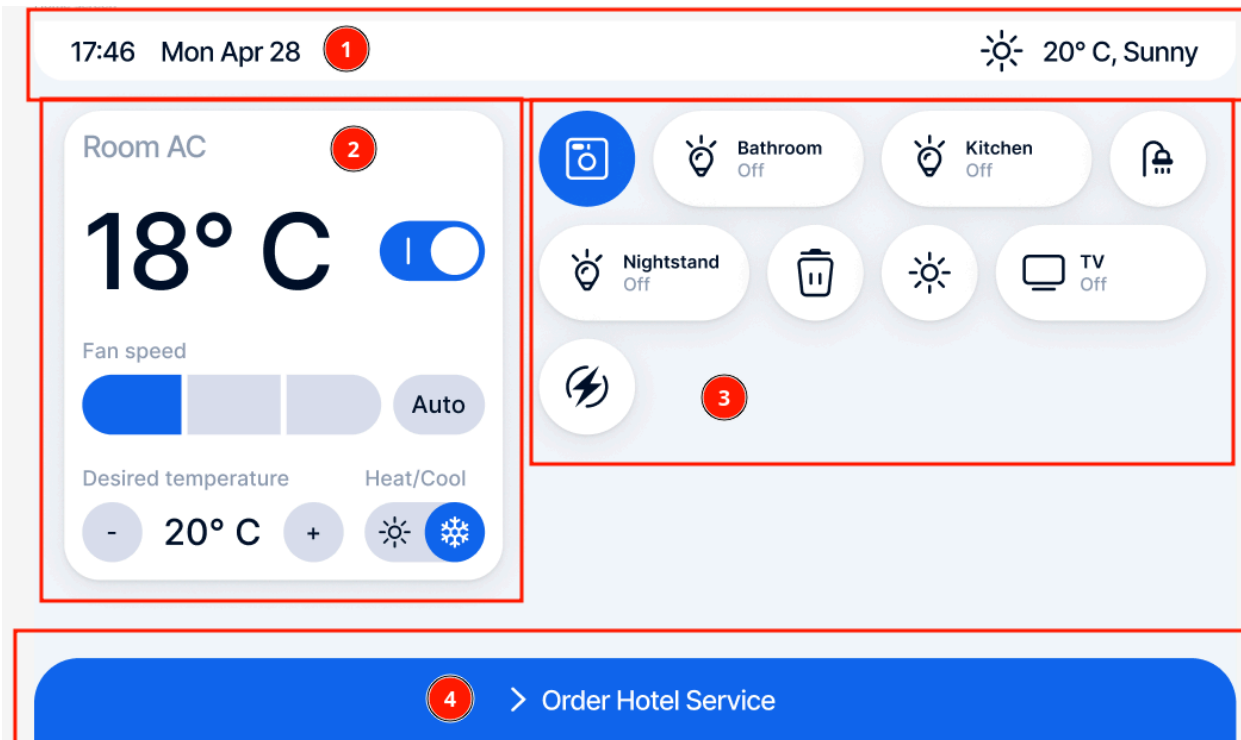 17:46 Mon Apr 28 1 20° C, Sunny
Room AC 2
18° C
Fan speed
Auto
Desired temperature Heat/Cool
- 20° C +
Bathroom
Off
Kitchen
Off
Nightstand
Off
TV
Off
3
4 > Order Hotel Service